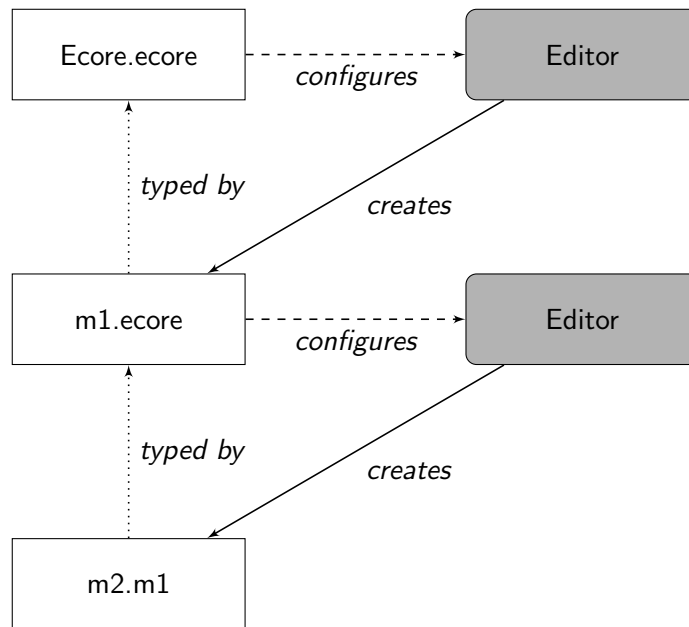 Ecore.ecore
configures
Editor
typed by
creates
m1.ecore
configures
Editor
typed by
creates
m2.m1